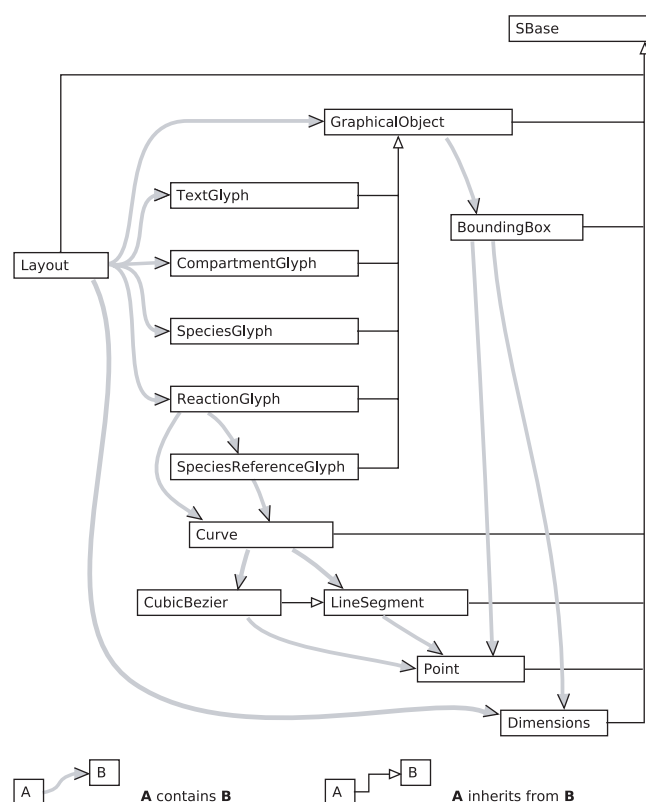 SBase
GraphicalObject
TextGlyph
BoundingBox
Layout
CompartmentGlyph
SpeciesGlyph
ReactionGlyph
SpeciesReferenceGlyph
Curve
CubicBezier
LineSegment
Point
Dimensions
A
B
A contains B
A
B
A inherits from B